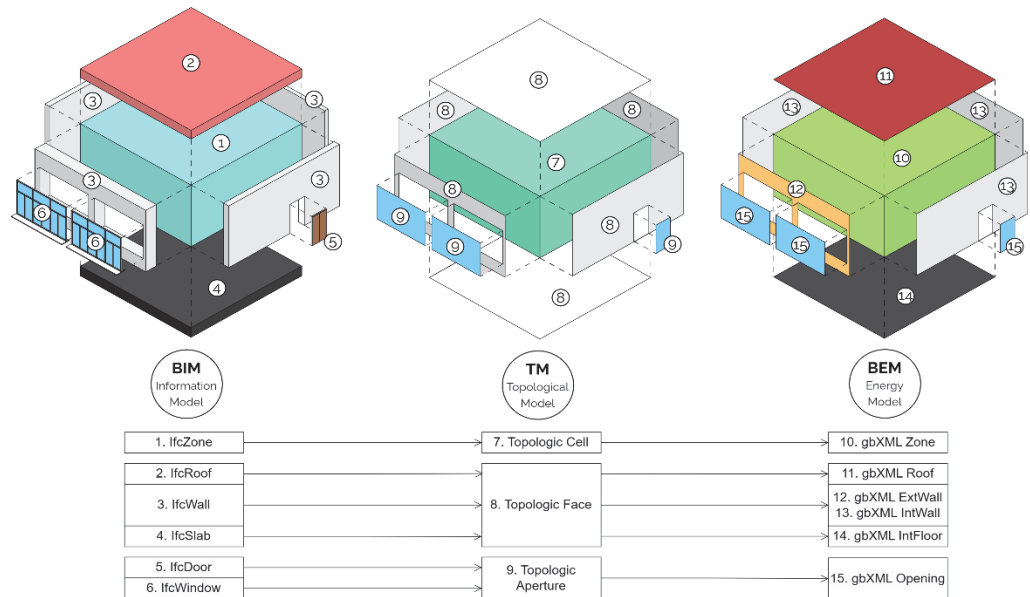 2
8
11
3
3
8
8
13
13
1
7
10
3
3
8
8
12
13
6
6
5
9
9
9
15
15
15
4
8
14
BIM
Information
Model
TM
Topological
Model
BEM
Energy
Model
1. IfcZone
7. Topologic Cell
10. gbXML Zone
2. IfcRoof
3. IfcWall
4. IfcSlab
8. Topologic Face
11. gbXML Roof
12. gbXML ExtWall
13. gbXML IntWall
14. gbXML IntFloor
5. IfcDoor
6. IfcWindow
9. Topologic
Aperture
15. gbXML Opening